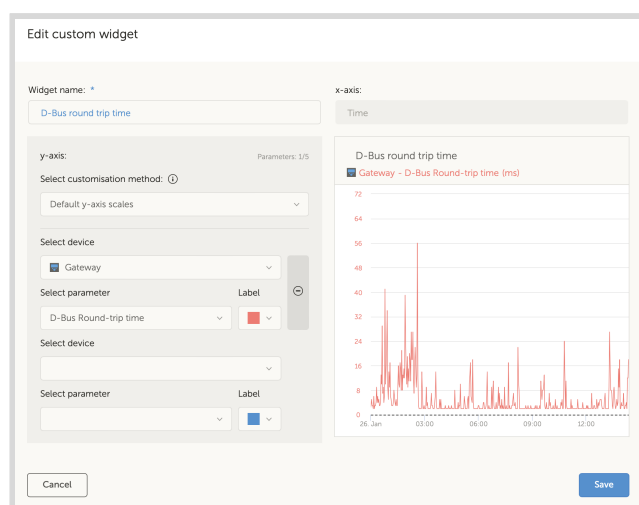 Edit custom widget
Widget name: *
x-axis:
D-Bus round trip time
Time
y-axis:
Parameters: 1/5
Select customisation method:
Default y-axis scales
Select device
Gateway
Select parameter
Label
D-Bus Round-trip time
Select device
Select parameter
Label
D-Bus round trip time
Gateway - D-Bus Round-trip time (ms)
72
64
56
48
40
32
24
16
8
0
26. Jan
03:00
06:00
09:00
12:00
Cancel
Save